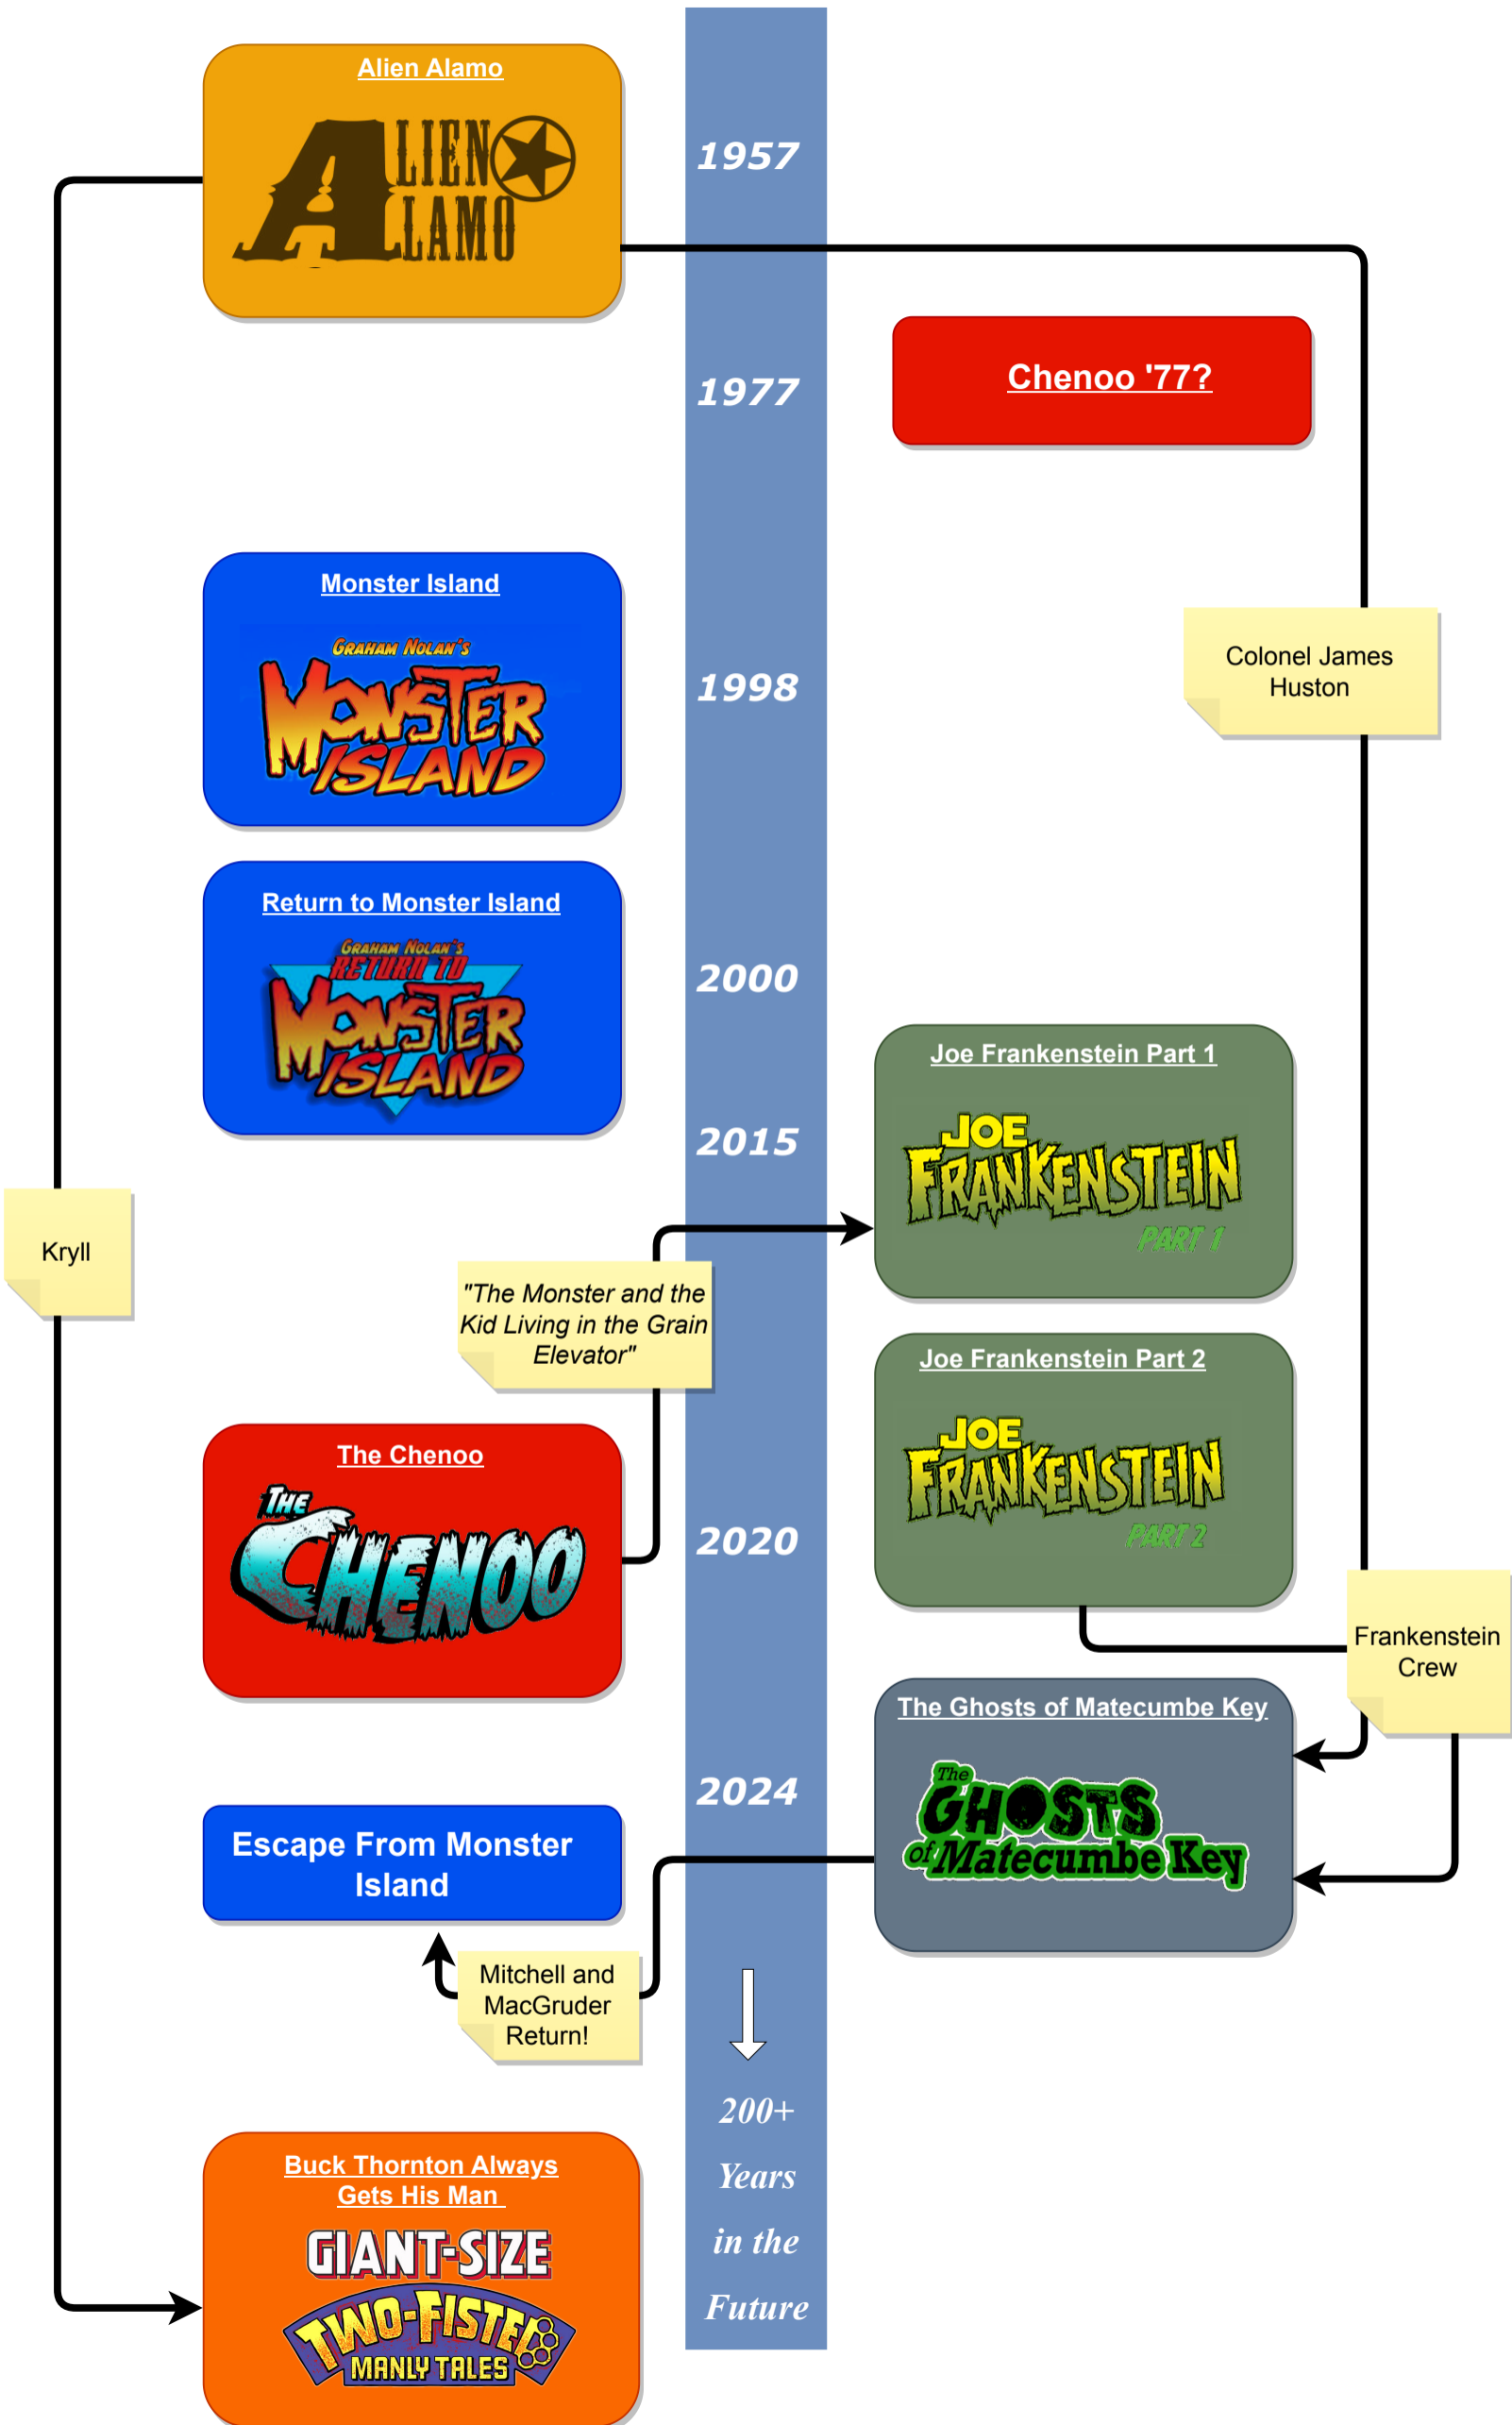 Alien Alamo
ALIEN
ALAMO
1957
Chenoo '77?
1977
Monster Island
GRAHAM NOLAN'S
MONSTER
ISLAND
1998
Colonel James
Huston
Return to Monster Island
GRAHAM NOLAN'S
RETURN TO
MONSTER
ISLAND
2000
Joe Frankenstein Part 1
JOE
FRANKENSTEIN
PART 1
2015
Kryll
"The Monster and the
Kid Living in the Grain
Elevator"
Joe Frankenstein Part 2
JOE
FRANKENSTEIN
PART 2
The Chenoo
THE
CHENOO
2020
Frankenstein
Crew
The Ghosts of Matecumbe Key
The
GHOSTS
of Matecumbe Key
2024
Escape From Monster
Island
Mitchell and
MacGruder
Return!
200+
Years
in the
Future
Buck Thornton Always
Gets His Man
GIANT-SIZE
TWO-FISTED
MANLY TALES